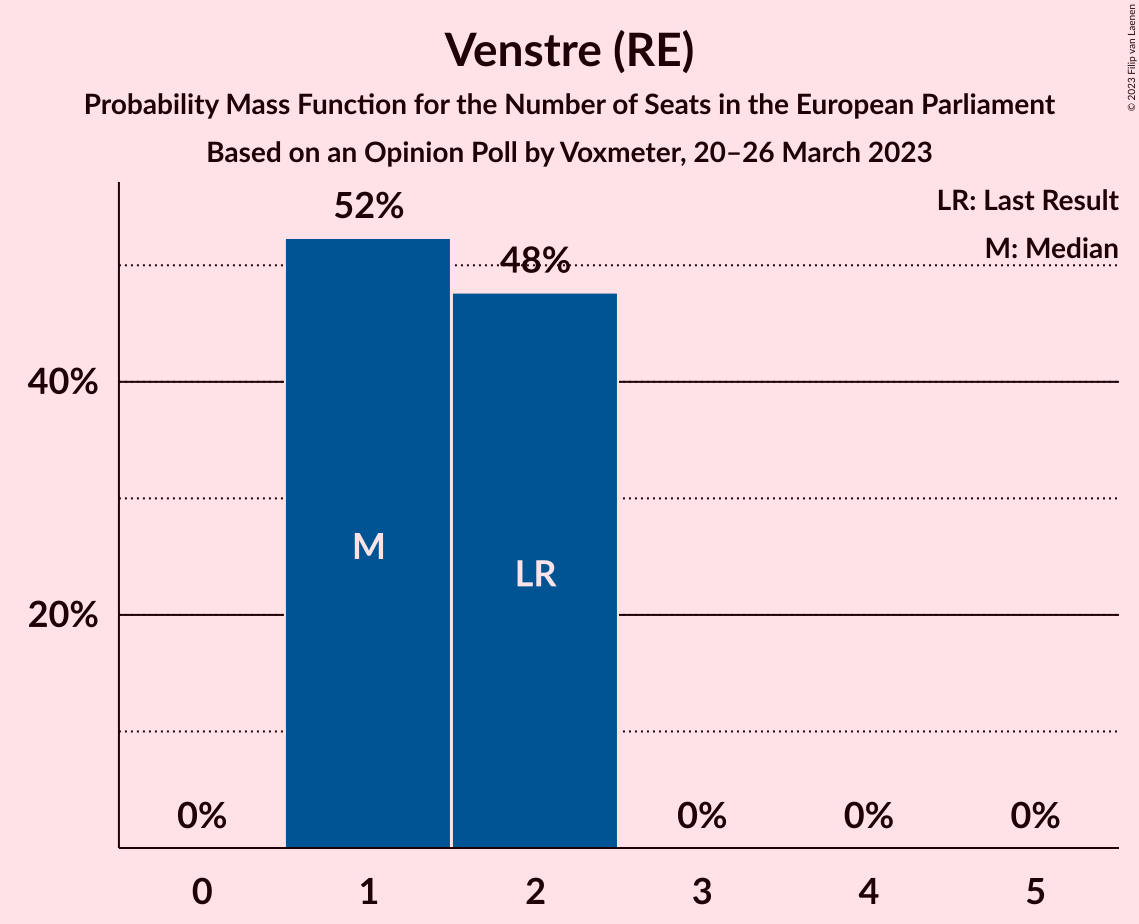 Venstre (RE)
Probability Mass Function for the Number of Seats in the European Parliament
Based on an Opinion Poll by Voxmeter, 20–26 March 2023
© 2023 Filip van Laenen
LR: Last Result
M: Median
52%
48%
40%
20%
M
LR
0%
0%
0%
0%
0
1
2
3
4
5